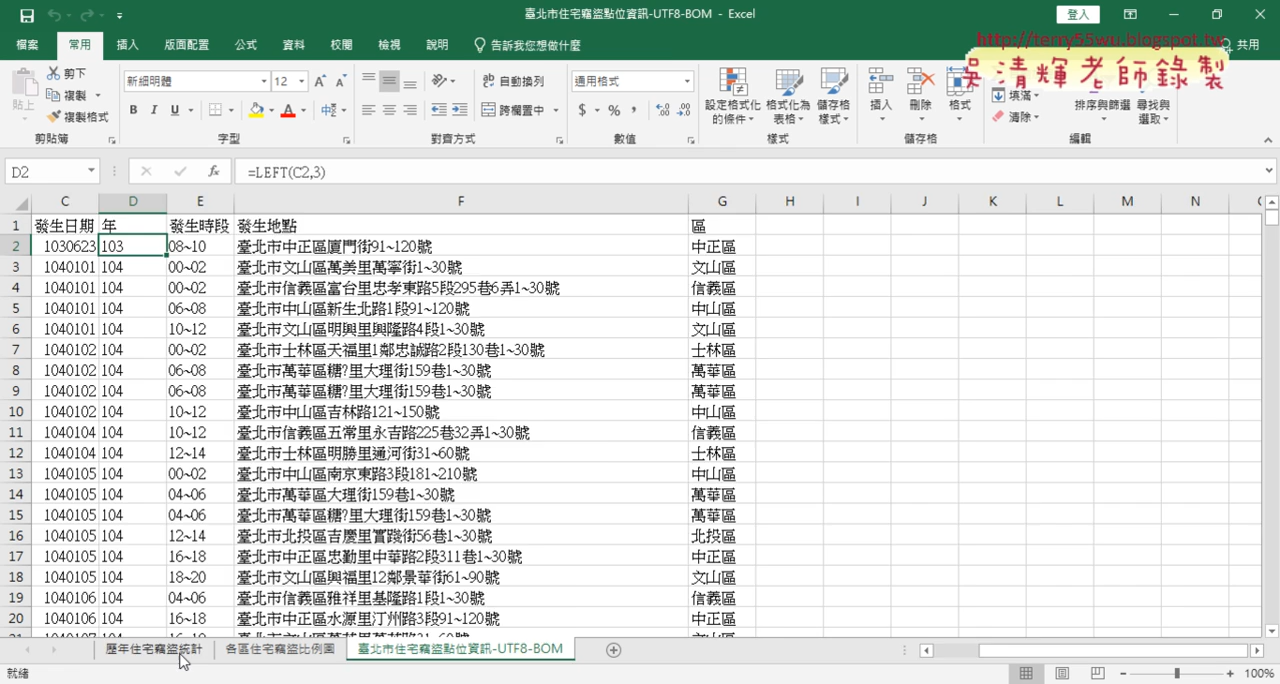 臺北市住宅竊盜點位資訊-UTF8-BOM - Excel
登入
檔案 常用 插入 版面配置 公式 資料 校閱 檢視 說明 告訴我您想做什麼 共用
http://terry55wu.blogspot.tw
吳清輝老師錄製
貼上 剪下 複製 複製格式 剪貼簿
新細明體 12 B I U 字型
自動換列 跨欄置中 對齊方式
通用格式 $ % 數值
設定格式化的條件 格式化為表格 儲存格樣式 樣式
插入 刪除 格式 儲存格
填滿 清除 排序與篩選 尋找與選取 編輯
D2 fx =LEFT(C2,3)
C D E F G H I J K L M N
1 發生日期 年 發生時段 發生地點 區
2 1030623 103 08~10 臺北市中正區廈門街91~120號 中正區
3 1040101 104 00~02 臺北市文山區萬美里萬寧街1~30號 文山區
4 1040101 104 00~02 臺北市信義區富台里忠孝東路5段295巷6弄1~30號 信義區
5 1040101 104 06~08 臺北市中山區新生北路1段91~120號 中山區
6 1040101 104 10~12 臺北市文山區明興里興隆路4段1~30號 文山區
7 1040102 104 00~02 臺北市士林區天福里1鄰忠誠路2段130巷1~30號 士林區
8 1040102 104 06~08 臺北市萬華區糖?里大理街159巷1~30號 萬華區
9 1040102 104 06~08 臺北市萬華區糖?里大理街159巷1~30號 萬華區
10 1040102 104 10~12 臺北市中山區吉林路121~150號 中山區
11 1040104 104 10~12 臺北市信義區五常里永吉路225巷32弄1~30號 信義區
12 1040104 104 12~14 臺北市士林區明勝里通河街31~60號 士林區
13 1040105 104 00~02 臺北市中山區南京東路3段181~210號 中山區
14 1040105 104 04~06 臺北市萬華區大理街159巷1~30號 萬華區
15 1040105 104 04~06 臺北市萬華區糖?里大理街159巷1~30號 萬華區
16 1040105 104 12~14 臺北市北投區吉慶里實踐街56巷1~30號 北投區
17 1040105 104 16~18 臺北市中正區忠勤里中華路2段311巷1~30號 中正區
18 1040105 104 18~20 臺北市文山區興福里12鄰景華街61~90號 文山區
19 1040106 104 04~06 臺北市信義區雅祥里基隆路1段1~30號 信義區
20 1040106 104 16~18 臺北市中正區水源里汀州路3段91~120號 中正區
歷年住宅竊盜統計 各區住宅竊盜比例圖 臺北市住宅竊盜點位資訊-UTF8-BOM
就緒 100%